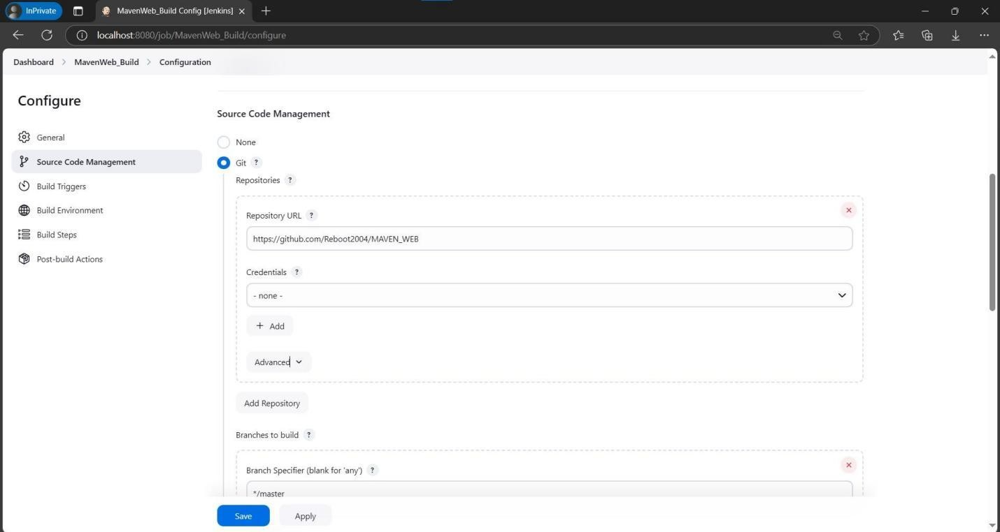 InPrivate
MavenWeb_Build Config [Jenkins]
localhost:8080/job/MavenWeb_Build/configure
Dashboard > MavenWeb_Build > Configuration
Configure
General
Source Code Management
Build Triggers
Build Environment
Build Steps
Post-build Actions
Source Code Management
None
Git ?
Repositories ?
Repository URL ?
https://github.com/Reboot2004/MAVEN_WEB
Credentials ?
- none -
+ Add
Advanced
Add Repository
Branches to build ?
Branch Specifier (blank for 'any') ?
*/master
Save
Apply